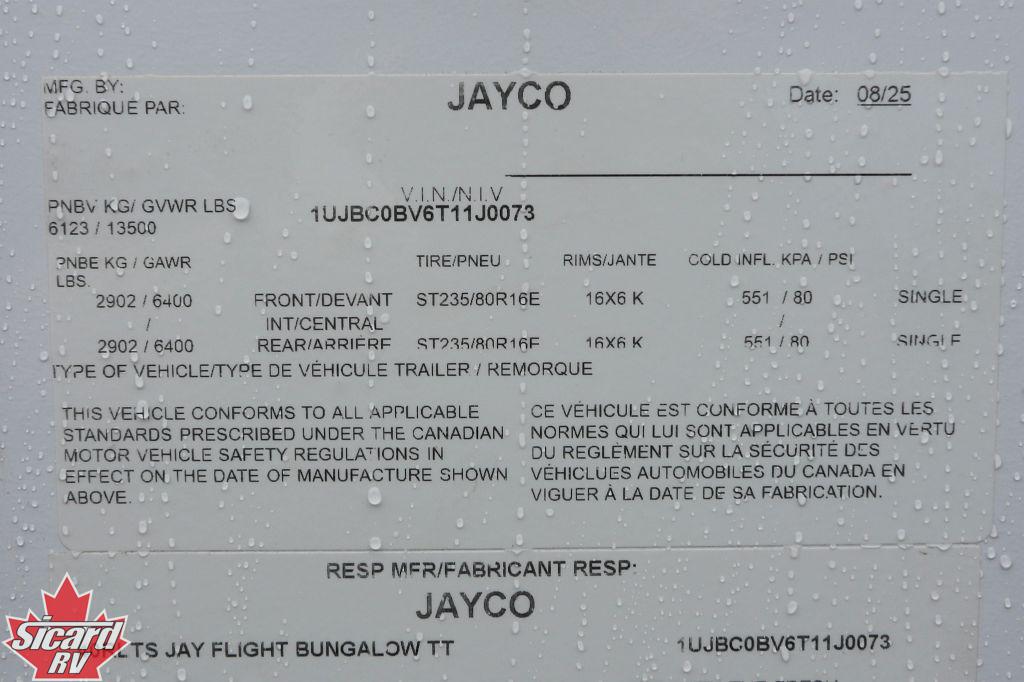 MFG. BY:
FABRIQUE PAR:
JAYCO
Date: 08/25
V.I.N./N.I.V
PNBV KG/ GVWR LBS
1UJBC0BV6T11J0073
6123 / 13500
PNBE KG / GAWR LBS. TIRE/PNEU RIMS/JANTE COLD INFL. KPA / PSI
2902 / 6400 FRONT/DEVANT ST235/80R16E 16X6 K 551 / 80 SINGLE
/ INT/CENTRAL /
2902 / 6400 REAR/ARRIÈRE ST235/80R16E 16X6 K 551 / 80 SINGLE
TYPE OF VEHICLE/TYPE DE VÉHICULE TRAILER / REMORQUE
THIS VEHICLE CONFORMS TO ALL APPLICABLE
STANDARDS PRESCRIBED UNDER THE CANADIAN
MOTOR VEHICLE SAFETY REGULATIONS IN
EFFECT ON THE DATE OF MANUFACTURE SHOWN
ABOVE.
CE VÉHICULE EST CONFORME À TOUTES LES
NORMES QUI LUI SONT APPLICABLES EN VERTU
DU REGLÈMENT SUR LA SÉCURITÉ DES
VÉHICLUES AUTOMOBILES DU CANADA EN
VIGUER À LA DATE DE SA FABRICATION.
RESP MFR/FABRICANT RESP:
JAYCO
TS JAY FLIGHT BUNGALOW TT 1UJBC0BV6T11J0073
Sicard
RV